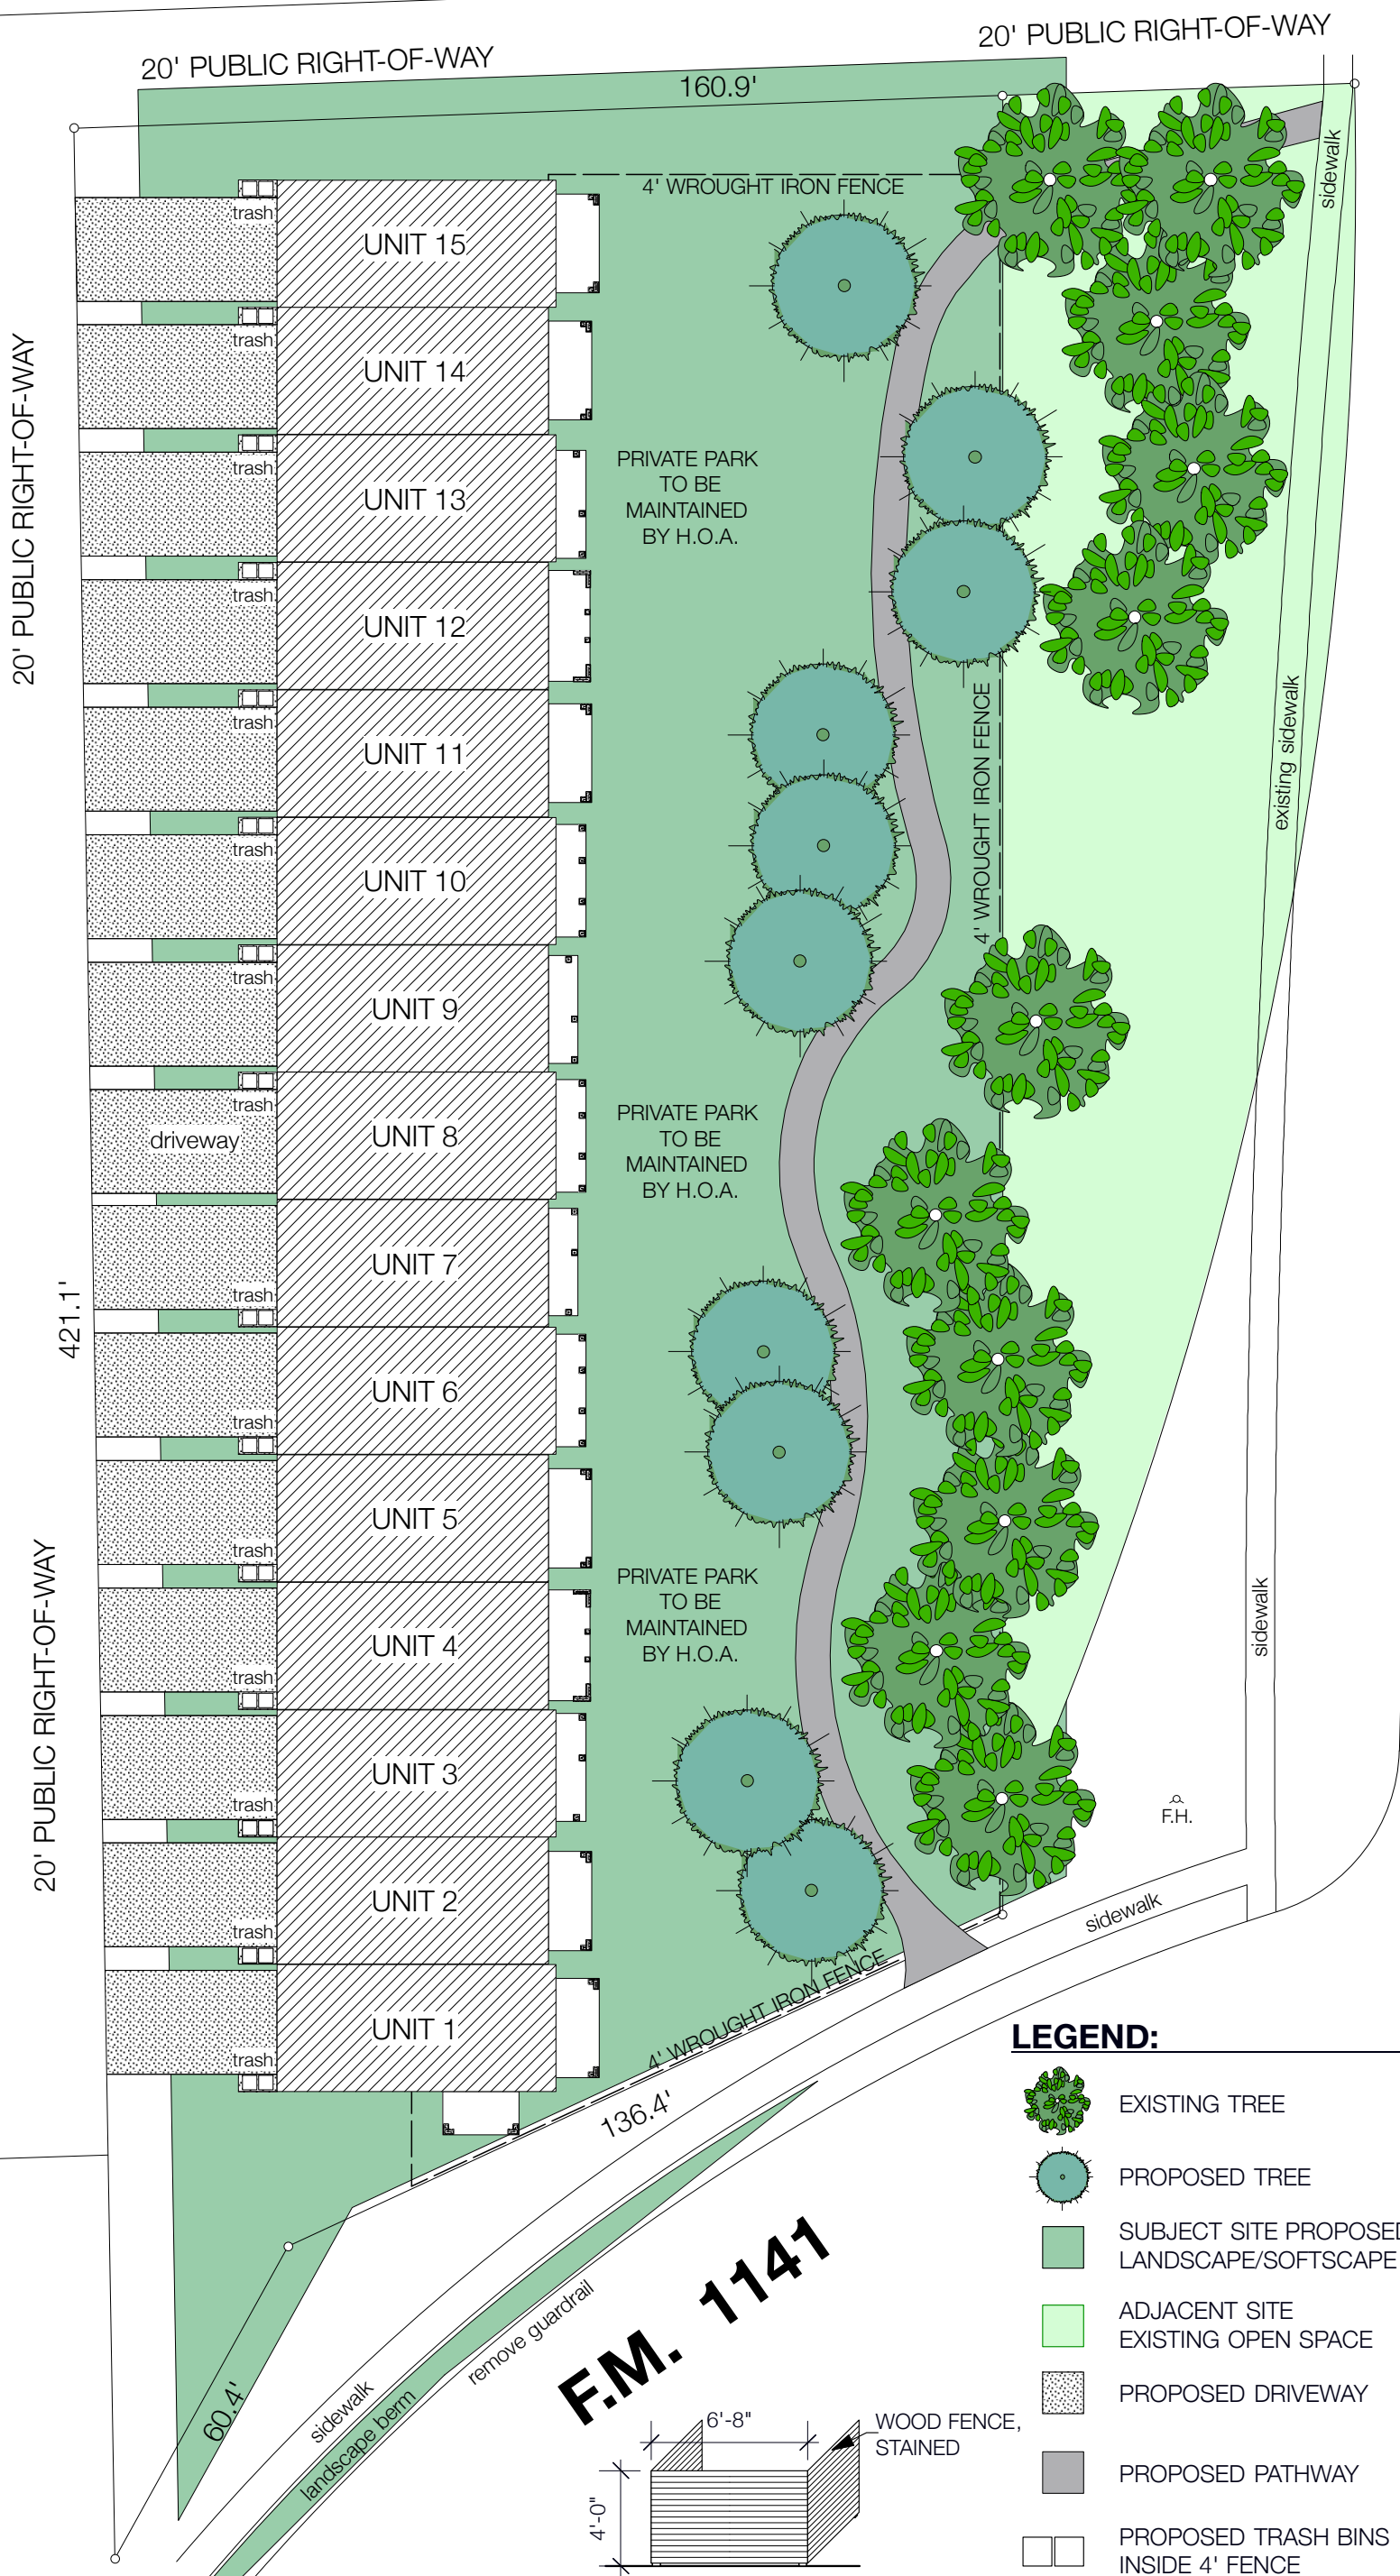 20' PUBLIC RIGHT-OF-WAY
20' PUBLIC RIGHT-OF-WAY
160.9'
4' WROUGHT IRON FENCE
sidewalk
trash
UNIT 15
20' PUBLIC RIGHT-OF-WAY
trash
UNIT 14
trash
UNIT 13
PRIVATE PARK
TO BE
MAINTAINED
BY H.O.A.
trash
UNIT 12
trash
UNIT 11
4' WROUGHT IRON FENCE
existing sidewalk
trash
UNIT 10
trash
UNIT 9
trash
driveway
UNIT 8
PRIVATE PARK
TO BE
MAINTAINED
BY H.O.A.
UNIT 7
trash
421.1'
UNIT 6
trash
UNIT 5
trash
20' PUBLIC RIGHT-OF-WAY
PRIVATE PARK
TO BE
MAINTAINED
BY H.O.A.
sidewalk
UNIT 4
trash
UNIT 3
trash
F.H.
UNIT 2
trash
sidewalk
4' WROUGHT IRON FENCE
UNIT 1
trash
136.4'
60.4'
sidewalk
landscape berm
remove guardrail
F.M. 1141
6'-8"
4'-0"
WOOD FENCE,
STAINED
LEGEND:
EXISTING TREE
PROPOSED TREE
SUBJECT SITE PROPOSED
LANDSCAPE/SOFTSCAPE
ADJACENT SITE
EXISTING OPEN SPACE
PROPOSED DRIVEWAY
PROPOSED PATHWAY
PROPOSED TRASH BINS
INSIDE 4' FENCE